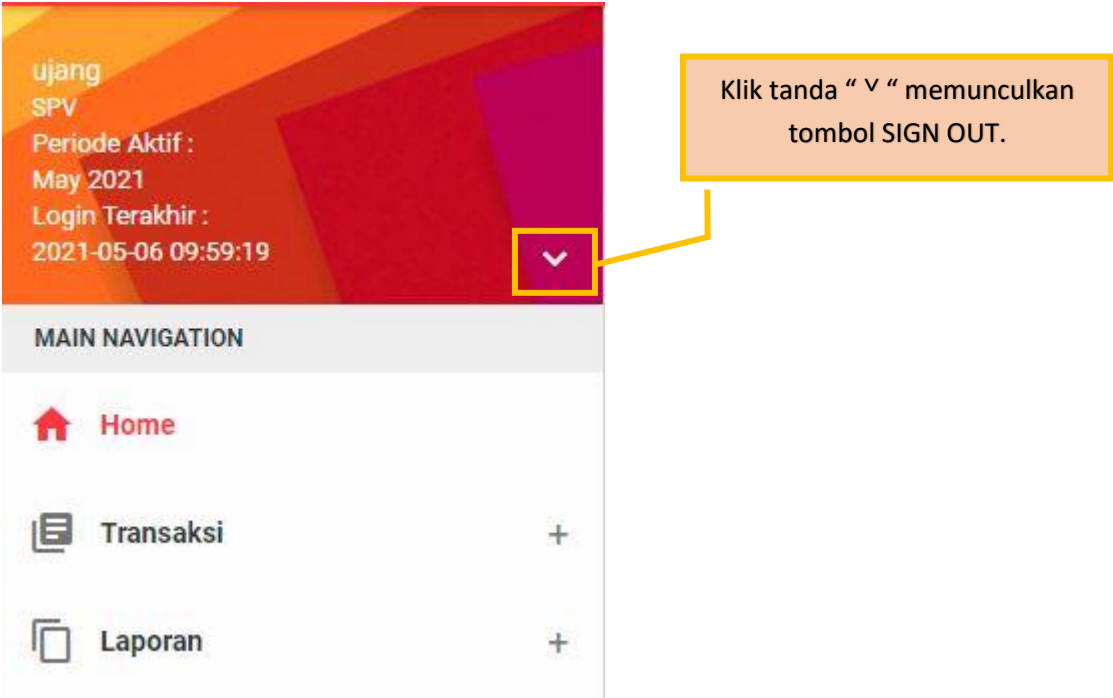 ujang
SPV
Periode Aktif :
May 2021
Login Terakhir :
2021-05-06 09:59:19
Klik tanda “ ˅ “ memunculkan
tombol SIGN OUT.
MAIN NAVIGATION
Home
Transaksi +
Laporan +